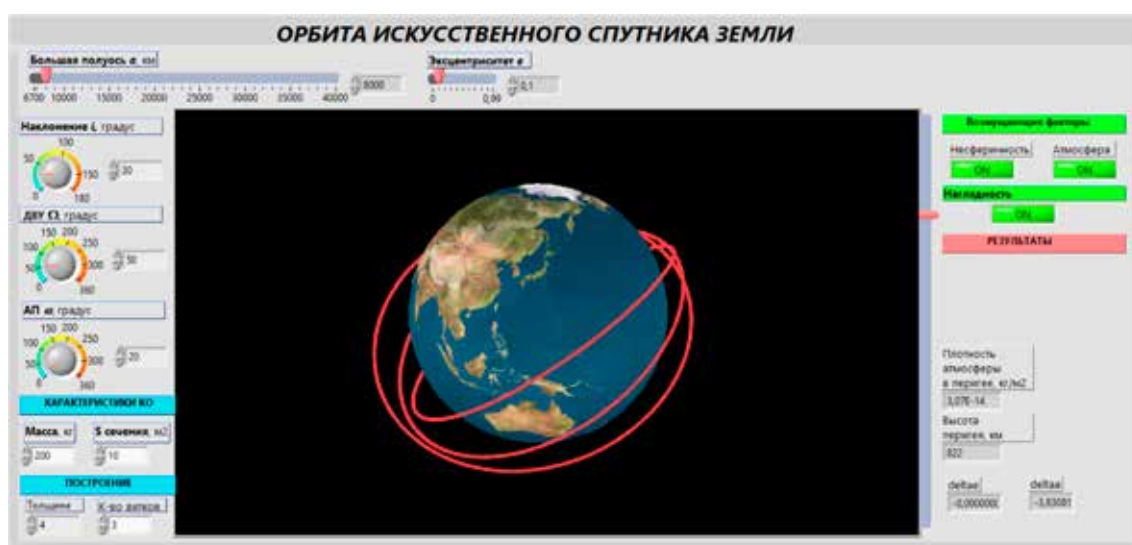 ОРБИТА ИСКУССТВЕННОГО СПУТНИКА ЗЕМЛИ
Большая полуось a, км
8000
6700 10000 15000 20000 25000 30000 35000 40000
Эксцентриситет e
0,1
0 0,99
Наклонение i, градус
50 100 150
0 180
30
ДВУ Ω, градус
150 200
100 250
50 300
0 360
50
АП ω, градус
150 200
100 250
50 300
0 360
20
ХАРАКТЕРИСТИКИ КО
Масса, кг S сечения, м2
200 10
ПОСТРОЕНИЕ
Толщина К-во витков
4 3
Возмущающие факторы
Несферичность Атмосфера
ON ON
Наглядность
ON
РЕЗУЛЬТАТЫ
Плотность
атмосферы
в перигее, кг/м2
3,07E-14
Высота
перигея, км
822
deltae deltaa
-0,000000 -3,83081